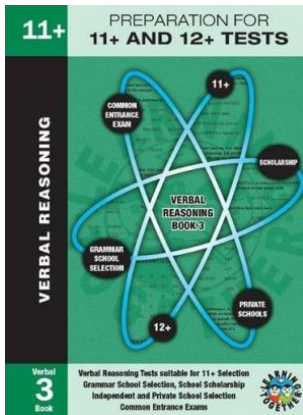 11+
PREPARATION FOR
11+ AND 12+ TESTS
VERBAL REASONING
11+
COMMON
ENTRANCE
EXAM
SCHOLARSHIP
VERBAL
REASONING
BOOK 3
GRAMMAR
SCHOOL
SELECTION
PRIVATE
SCHOOLS
12+
Verbal
3
Book
Verbal Reasoning Tests suitable for 11+ Selection
Grammar School Selection, School Scholarship
Independent and Private School Selection
Common Entrance Exams
LEARNING
TOGETHER